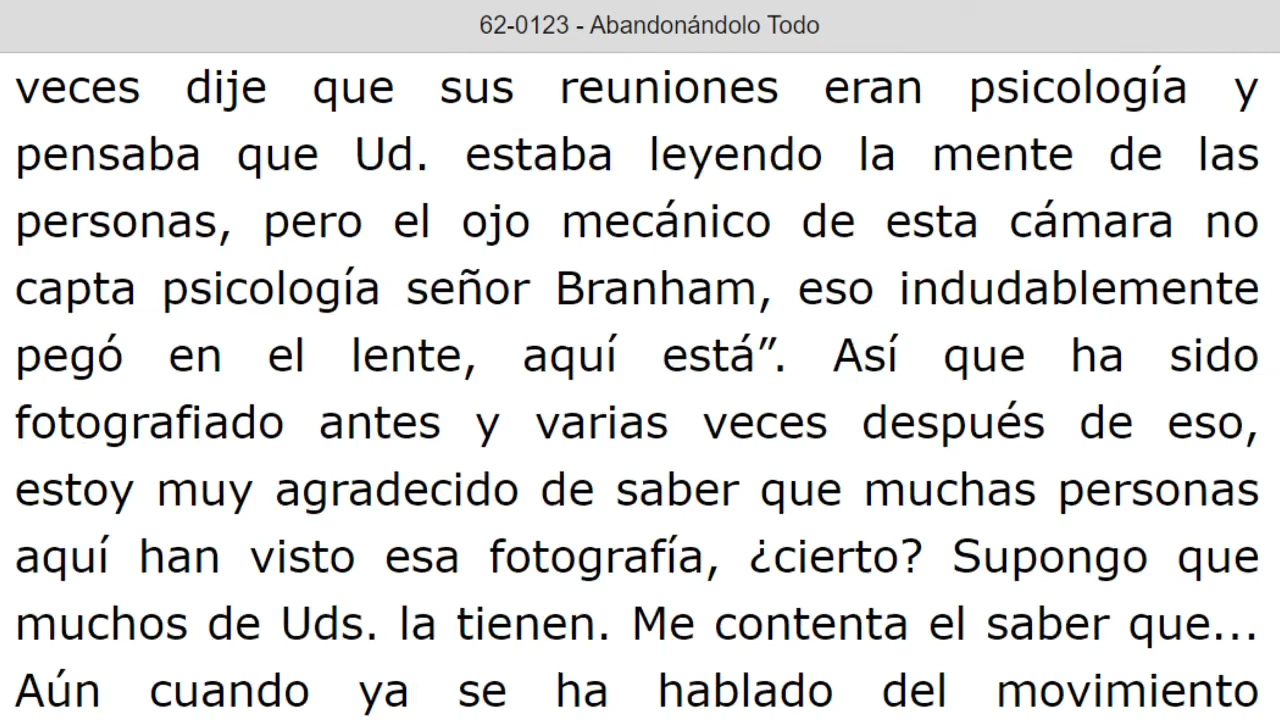 62-0123 - Abandonándolo Todo
veces dije que sus reuniones eran psicología y
pensaba que Ud. estaba leyendo la mente de las
personas, pero el ojo mecánico de esta cámara no
capta psicología señor Branham, eso indudablemente
pegó en el lente, aquí está”. Así que ha sido
fotografiado antes y varias veces después de eso,
estoy muy agradecido de saber que muchas personas
aquí han visto esa fotografía, ¿cierto? Supongo que
muchos de Uds. la tienen. Me contenta el saber que...
Aún cuando ya se ha hablado del movimiento